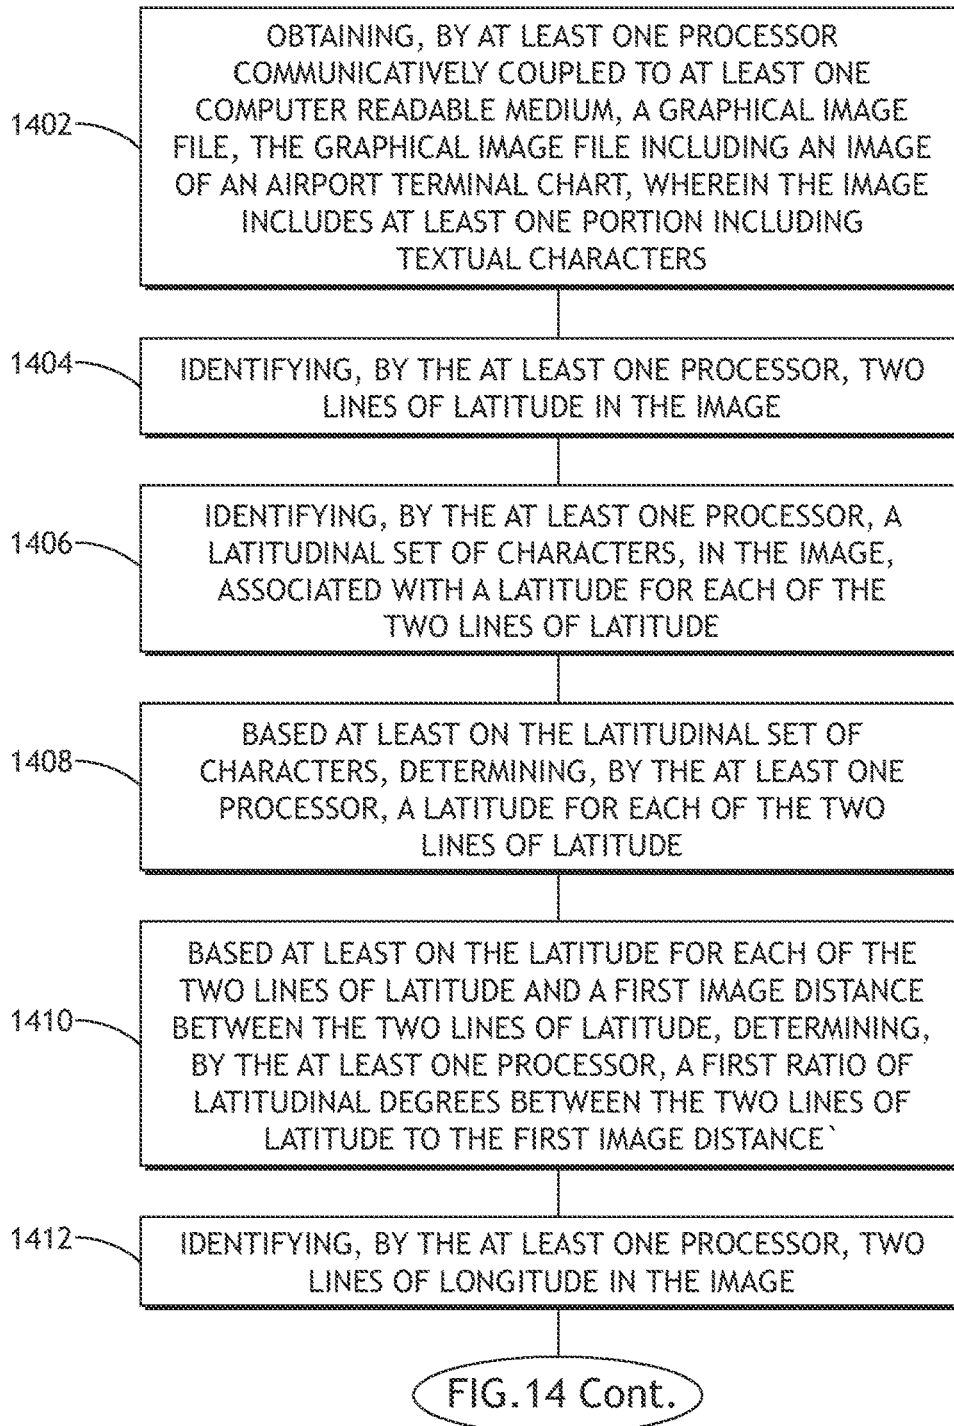 1402
OBTAINING, BY AT LEAST ONE PROCESSOR
COMMUNICATIVELY COUPLED TO AT LEAST ONE
COMPUTER READABLE MEDIUM, A GRAPHICAL IMAGE
FILE, THE GRAPHICAL IMAGE FILE INCLUDING AN IMAGE
OF AN AIRPORT TERMINAL CHART, WHEREIN THE IMAGE
INCLUDES AT LEAST ONE PORTION INCLUDING
TEXTUAL CHARACTERS
1404
IDENTIFYING, BY THE AT LEAST ONE PROCESSOR, TWO
LINES OF LATITUDE IN THE IMAGE
1406
IDENTIFYING, BY THE AT LEAST ONE PROCESSOR, A
LATITUDINAL SET OF CHARACTERS, IN THE IMAGE,
ASSOCIATED WITH A LATITUDE FOR EACH OF THE
TWO LINES OF LATITUDE
1408
BASED AT LEAST ON THE LATITUDINAL SET OF
CHARACTERS, DETERMINING, BY THE AT LEAST ONE
PROCESSOR, A LATITUDE FOR EACH OF THE TWO
LINES OF LATITUDE
1410
BASED AT LEAST ON THE LATITUDE FOR EACH OF THE
TWO LINES OF LATITUDE AND A FIRST IMAGE DISTANCE
BETWEEN THE TWO LINES OF LATITUDE, DETERMINING,
BY THE AT LEAST ONE PROCESSOR, A FIRST RATIO OF
LATITUDINAL DEGREES BETWEEN THE TWO LINES OF
LATITUDE TO THE FIRST IMAGE DISTANCE`
1412
IDENTIFYING, BY THE AT LEAST ONE PROCESSOR, TWO
LINES OF LONGITUDE IN THE IMAGE
FIG.14 Cont.